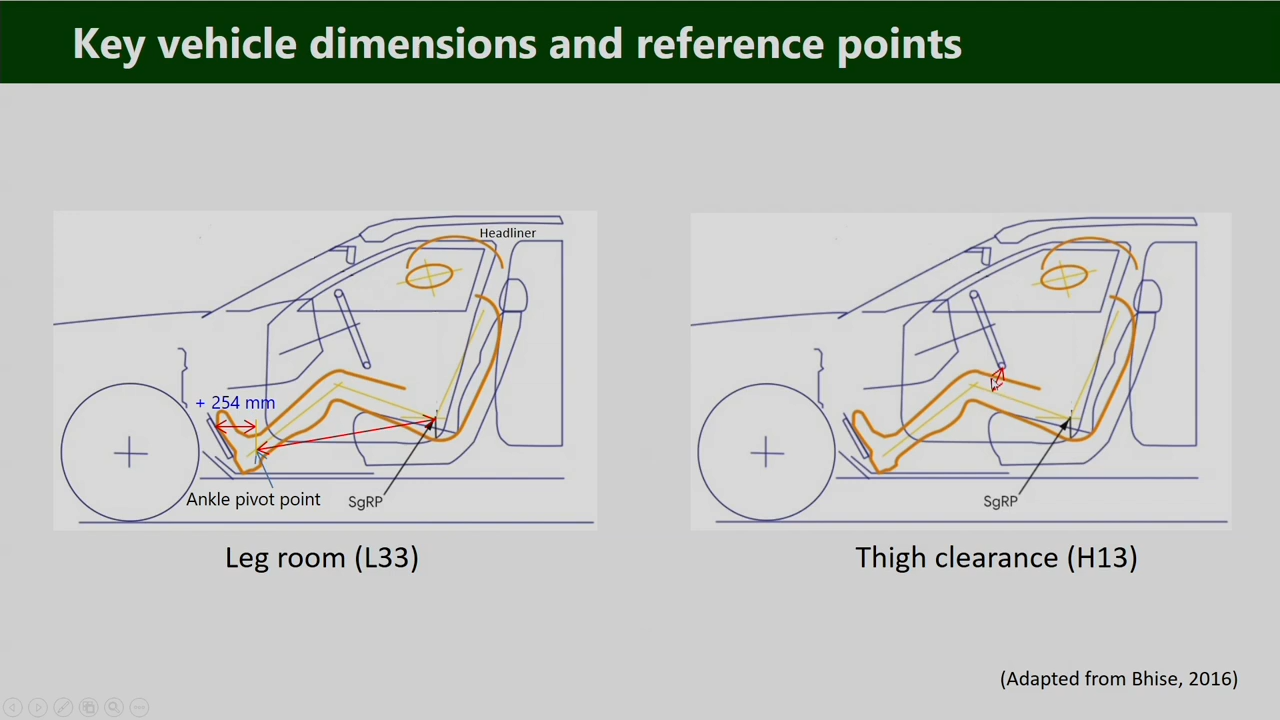 Key vehicle dimensions and reference points
Headliner
+ 254 mm
Ankle pivot point
SgRP
Leg room (L33)
SgRP
Thigh clearance (H13)
(Adapted from Bhise, 2016)